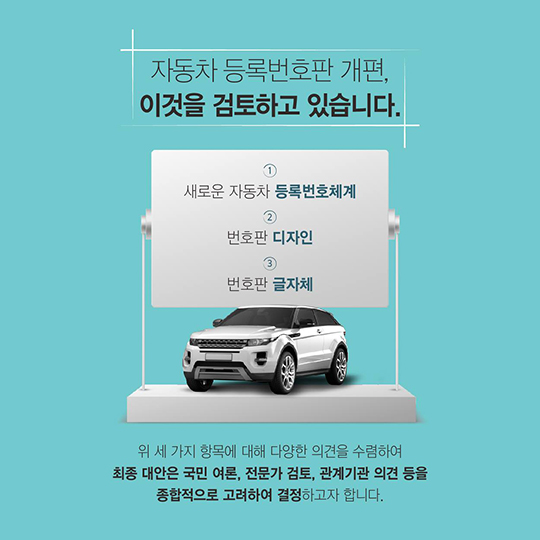 자동차 등록번호판 개편,
이것을 검토하고 있습니다.
1
새로운 자동차 등록번호체계
2
번호판 디자인
3
번호판 글자체
위 세 가지 항목에 대해 다양한 의견을 수렴하여
최종 대안은 국민 여론, 전문가 검토, 관계기관 의견 등을
종합적으로 고려하여 결정하고자 합니다.